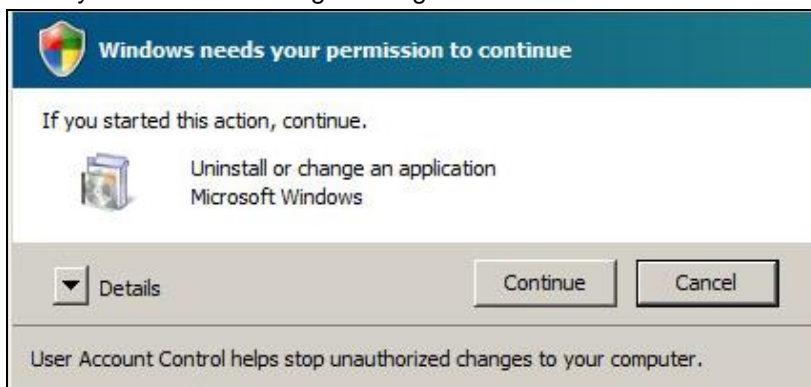 Windows needs your permission to continue
If you started this action, continue.
Uninstall or change an application
Microsoft Windows
Details
Continue
Cancel
User Account Control helps stop unauthorized changes to your computer.